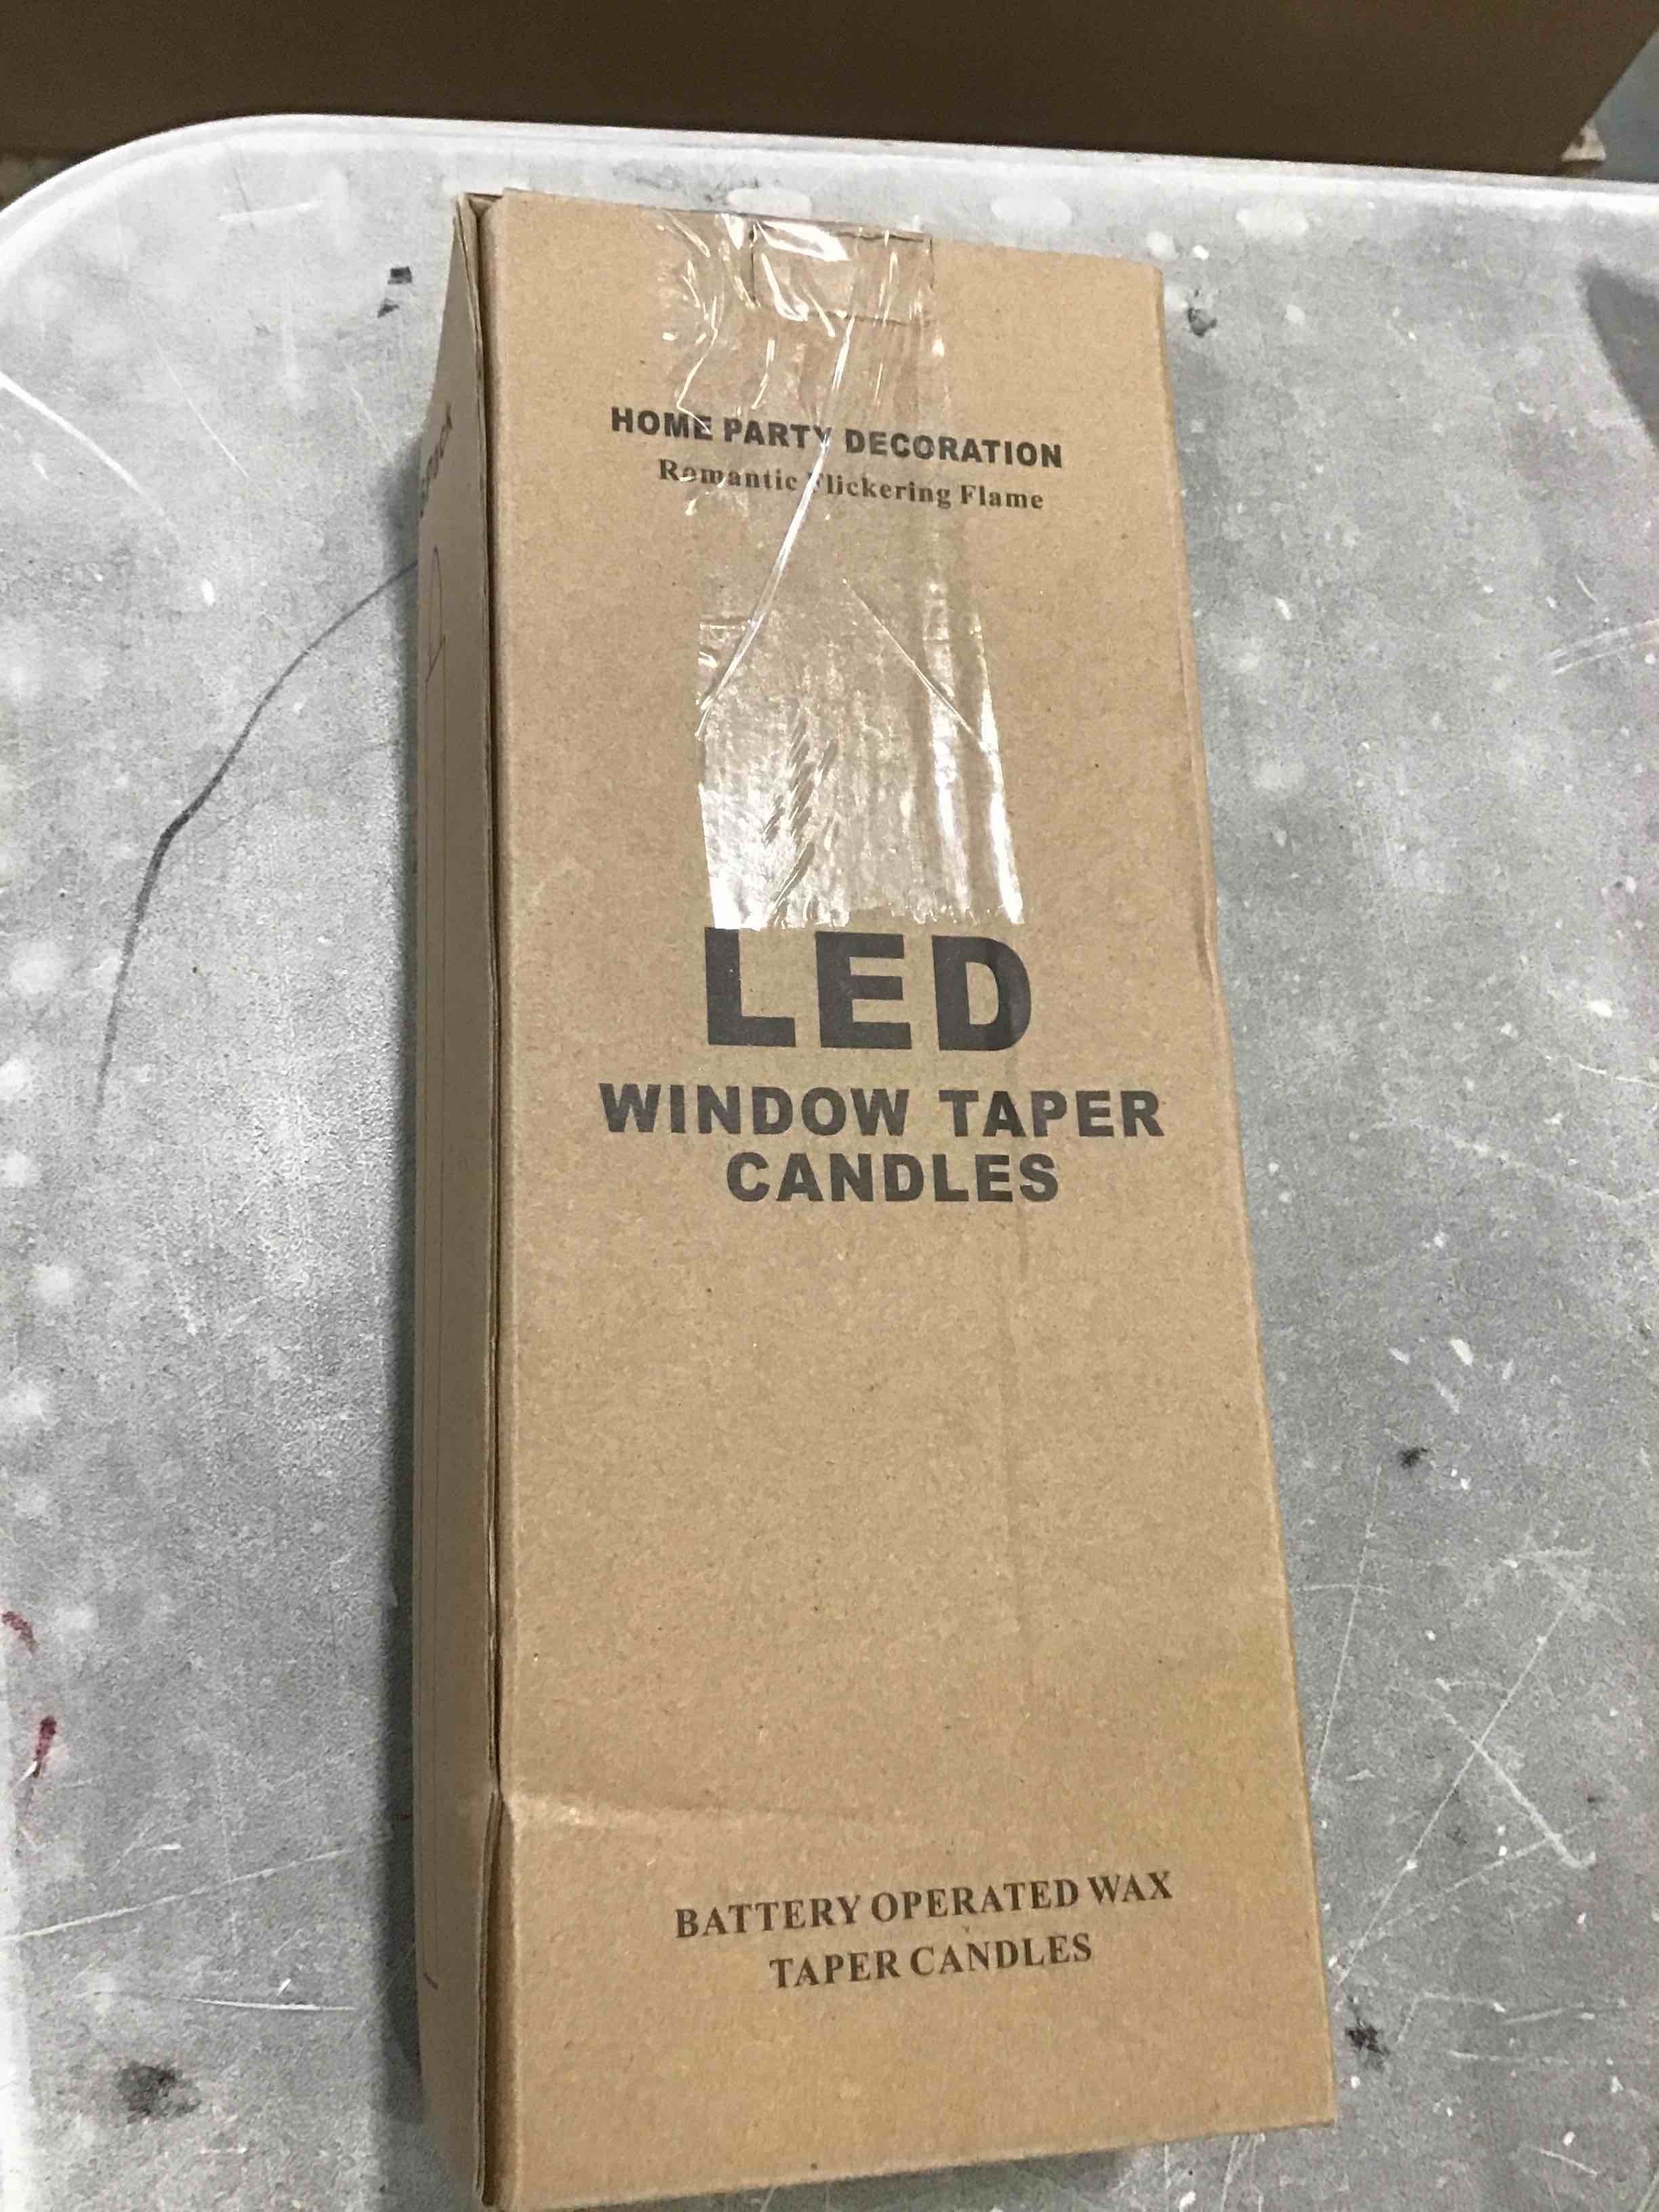 HOME PARTY DECORATION
Romantic Flickering Flame
LED
WINDOW TAPER
CANDLES
BATTERY OPERATED WAX
TAPER CANDLES